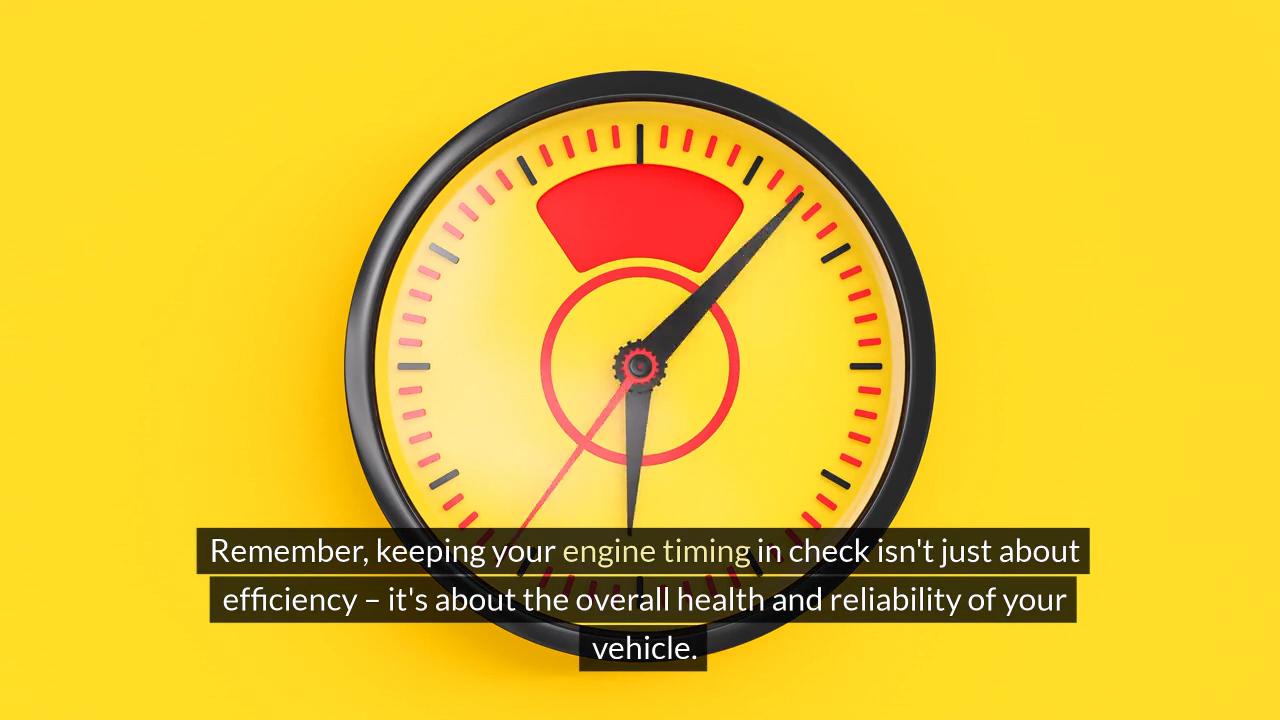 Remember, keeping your engine timing in check isn't just about
efficiency – it's about the overall health and reliability of your
vehicle.